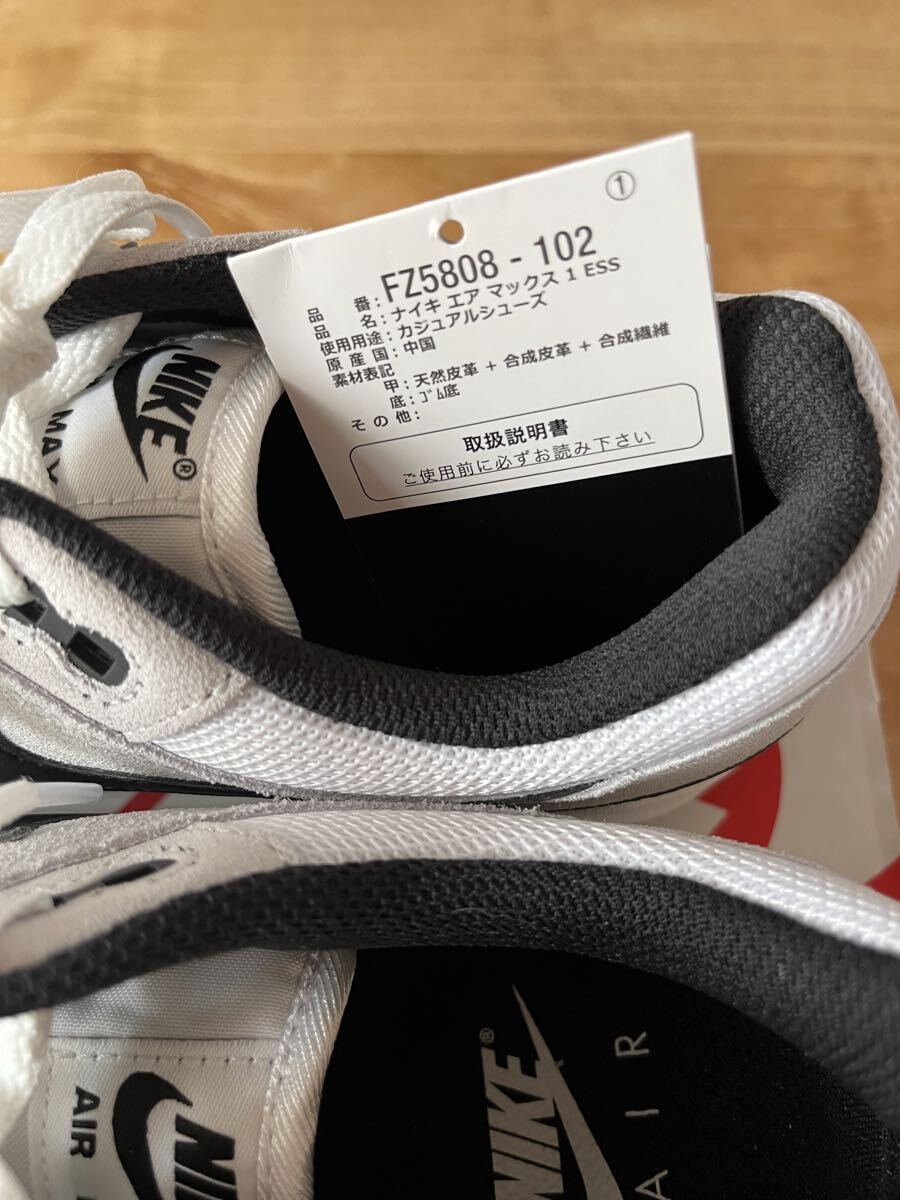 ①
品 番：FZ5808 - 102
品 名：ナイキ エア マックス 1 ESS
使用用途：カジュアルシューズ
原 産 国：中国
素材表記
甲：天然皮革 + 合成皮革 + 合成繊維
底：ｺﾞﾑ底
そ の 他：
取扱説明書
ご使用前に必ずお読み下さい
NIKE®
MAX
NIKE
AIR
NIKE®
AIR